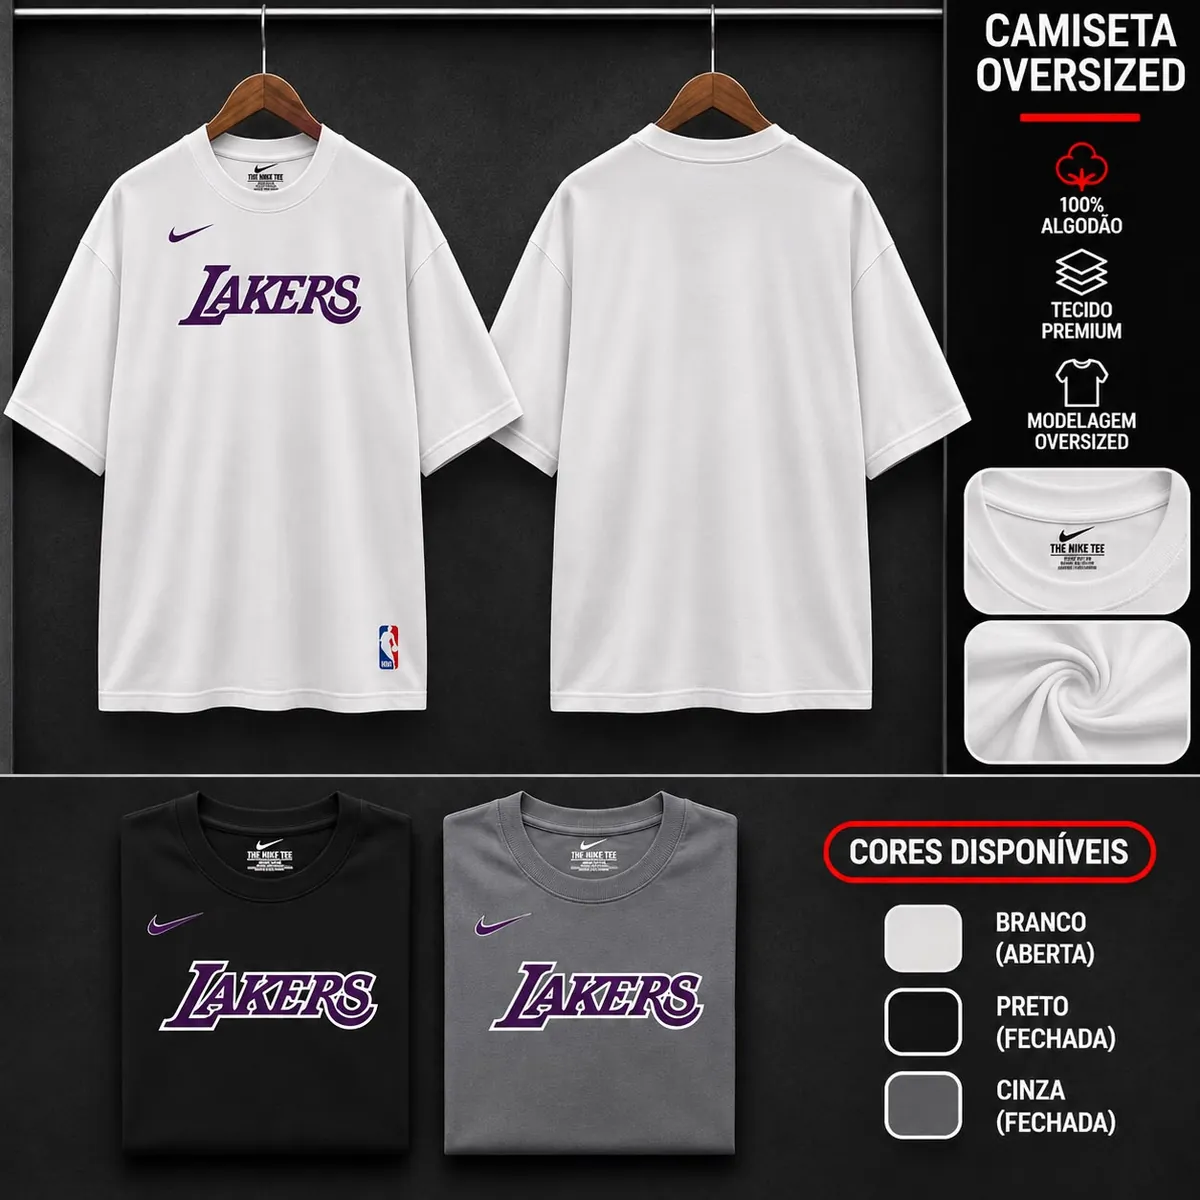 CAMISETA
OVERSIZED
100%
ALGODÃO
TECIDO
PREMIUM
MODELAGEM
OVERSIZED
THE NIKE TEE
LAKERS
THE NIKE TEE
THE NIKE TEE
LAKERS
THE NIKE TEE
LAKERS
CORES DISPONÍVEIS
BRANCO
(ABERTA)
PRETO
(FECHADA)
CINZA
(FECHADA)